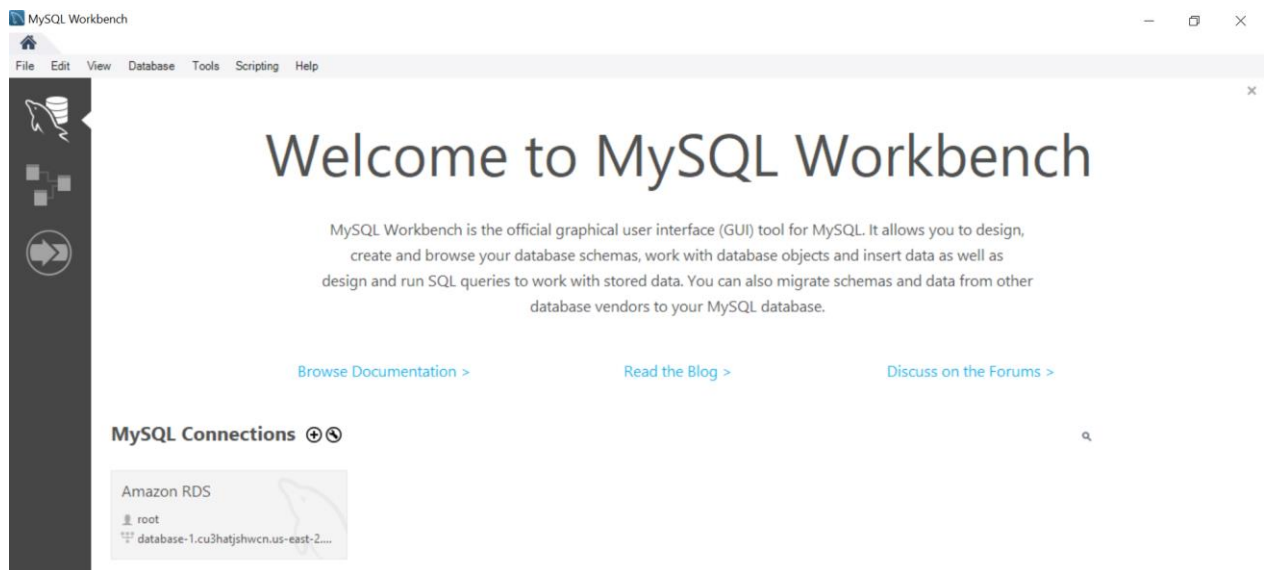 MySQL Workbench
File Edit View Database Tools Scripting Help
Welcome to MySQL Workbench
MySQL Workbench is the official graphical user interface (GUI) tool for MySQL. It allows you to design,
create and browse your database schemas, work with database objects and insert data as well as
design and run SQL queries to work with stored data. You can also migrate schemas and data from other
database vendors to your MySQL database.
Browse Documentation > Read the Blog > Discuss on the Forums >
MySQL Connections
Amazon RDS
root
database-1.cu3hatjshwcn.us-east-2....